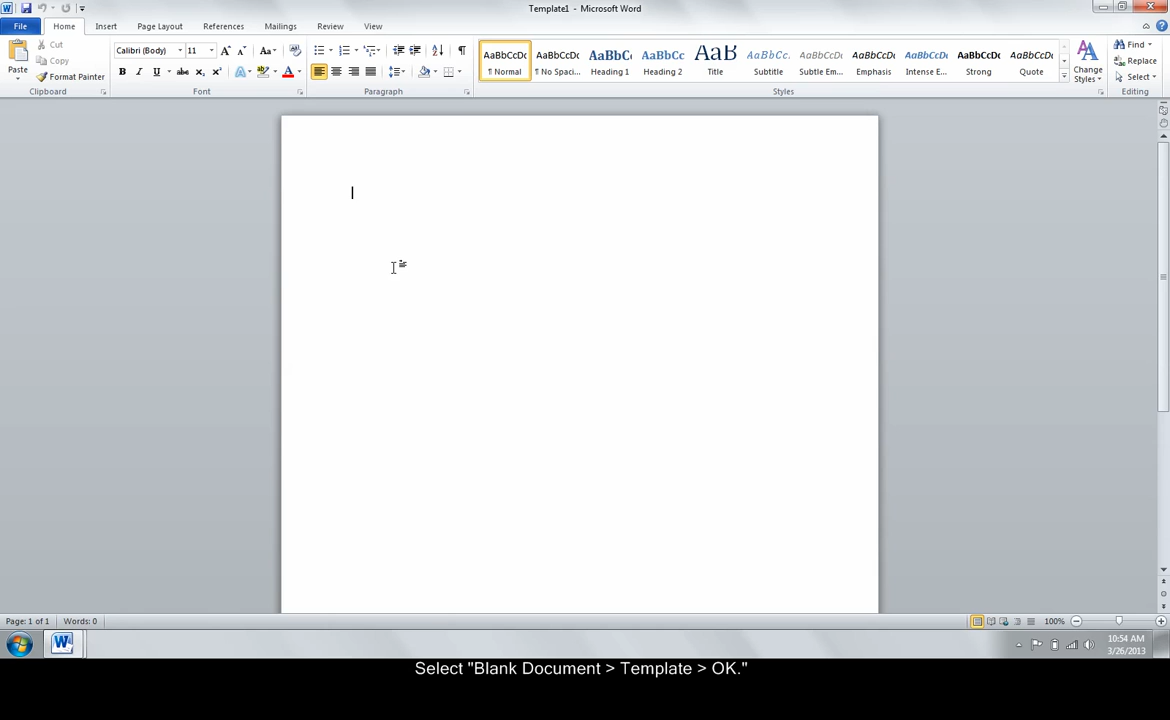 Template1 - Microsoft Word
File Home Insert Page Layout References Mailings Review View
Paste
Cut
Copy
Format Painter
Clipboard
Calibri (Body) 11
Font
Paragraph
AaBbCcDc AaBbCcDc AaBbC AaBbCc AaB AaBbCc. AaBbCcDc AaBbCcDc AaBbCcDc AaBbCcDc AaBbCcDc
¶ Normal ¶ No Spaci... Heading 1 Heading 2 Title Subtitle Subtle Em... Emphasis Intense E... Strong Quote
Styles
Change
Styles
Find
Replace
Select
Editing
Page: 1 of 1 Words: 0
100%
10:54 AM
3/26/2013
Select "Blank Document > Template > OK."